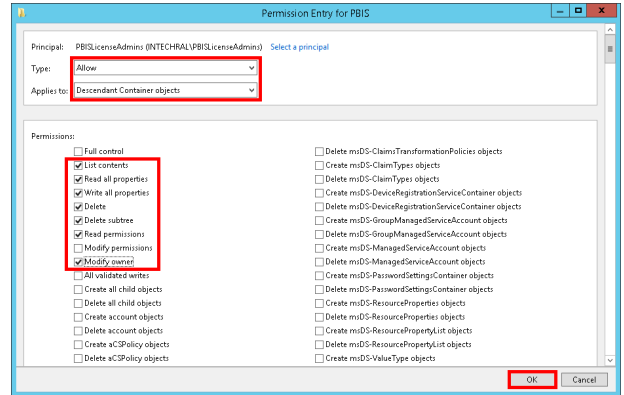 Permission Entry for PBIS
Principal: PBISLicenseAdmins (INTECHRAL\PBISLicenseAdmins) Select a principal
Type: Allow
Applies to: Descendant Container objects
Permissions:
Full control
List contents
Read all properties
Write all properties
Delete
Delete subtree
Read permissions
Modify permissions
Modify owner
All validated writes
Create all child objects
Delete all child objects
Create account objects
Delete account objects
Create aCSPolicy objects
Delete aCSPolicy objects
Delete msDS-ClaimsTransformationPolicies objects
Create msDS-ClaimTypes objects
Delete msDS-ClaimTypes objects
Create msDS-DeviceRegistrationServiceContainer objects
Delete msDS-DeviceRegistrationServiceContainer objects
Create msDS-GroupManagedServiceAccount objects
Delete msDS-GroupManagedServiceAccount objects
Create msDS-ManagedServiceAccount objects
Delete msDS-ManagedServiceAccount objects
Create msDS-PasswordSettingsContainer objects
Delete msDS-PasswordSettingsContainer objects
Create msDS-ResourceProperties objects
Delete msDS-ResourceProperties objects
Create msDS-ResourcePropertyList objects
Delete msDS-ResourcePropertyList objects
Create msDS-ValueType objects
OK Cancel